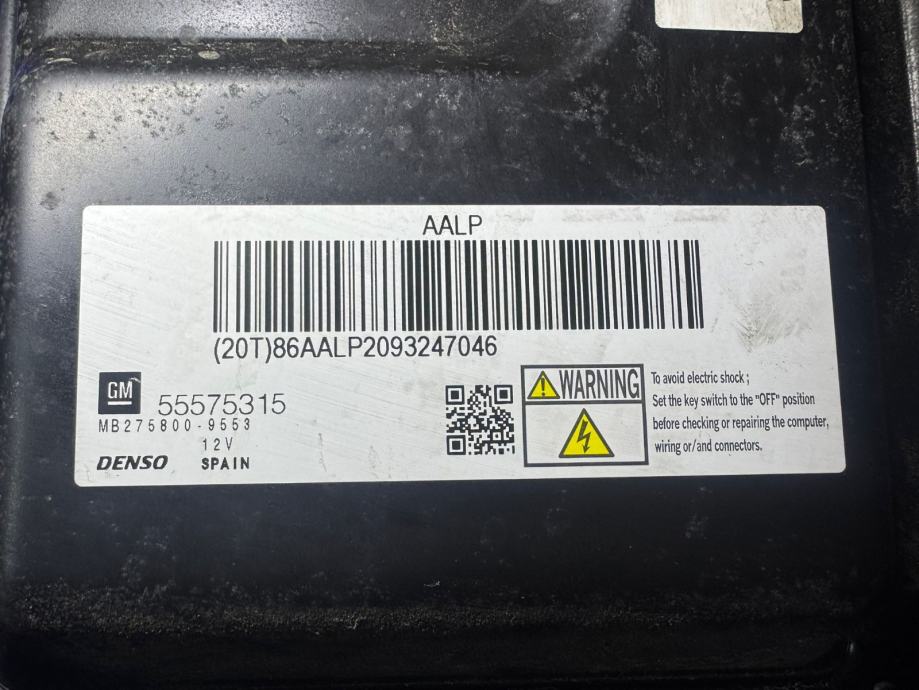 AALP
(20T)86AALP2093247046
GM 55575315
MB275800-9553
12V
DENSO SPAIN
WARNING
To avoid electric shock ;
Set the key switch to the "OFF" position
before checking or repairing the computer,
wiring or/and connectors.